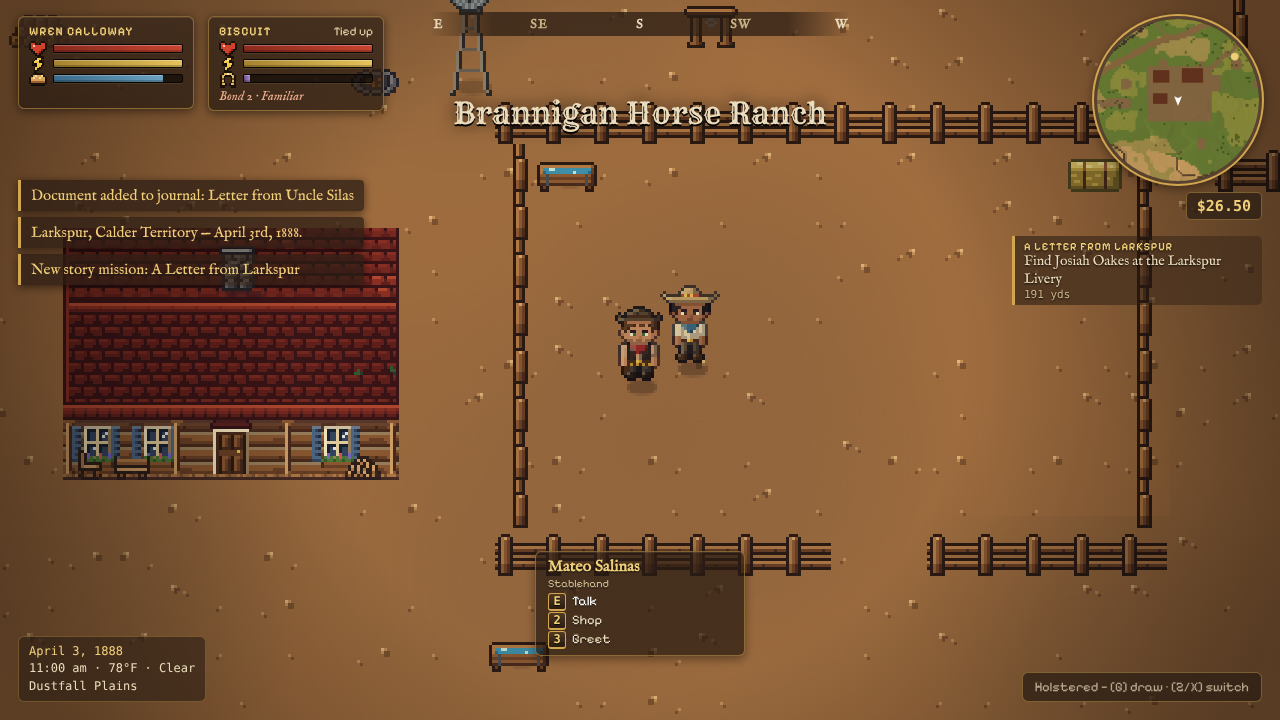 WREN CALLOWAY
BISCUIT Tied up
Bond 2 · Familiar
E SE S SW W
Brannigan Horse Ranch
Document added to journal: Letter from Uncle Silas
Larkspur, Calder Territory — April 3rd, 1888.
New story mission: A Letter from Larkspur
$26.50
A LETTER FROM LARKSPUR
Find Josiah Oakes at the Larkspur
Livery
191 yds
Mateo Salinas
Stablehand
E Talk
2 Shop
3 Greet
April 3, 1888
11:00 am · 78°F · Clear
Dustfall Plains
Holstered - (G) draw · (Z/X) switch